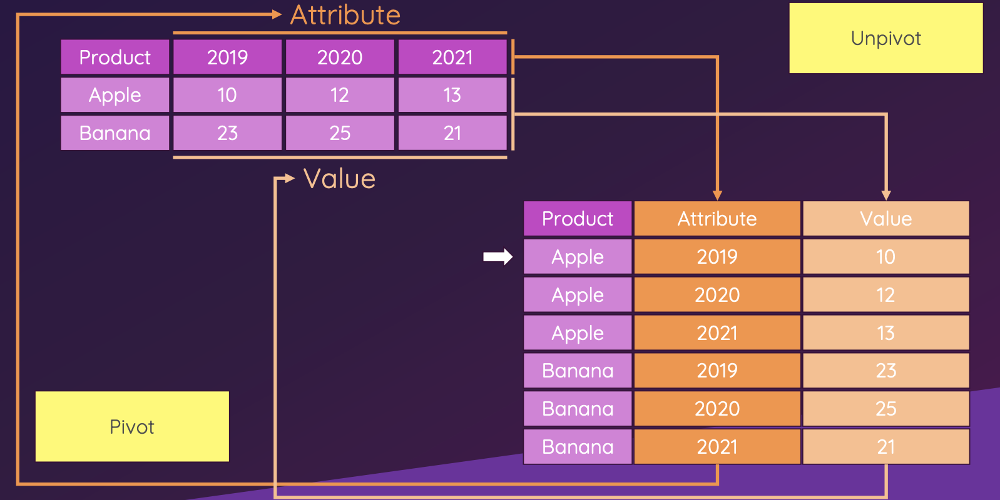 Attribute
Unpivot
Product 2019 2020 2021
Apple 10 12 13
Banana 23 25 21
Value
Product Attribute Value
Apple 2019 10
Apple 2020 12
Apple 2021 13
Banana 2019 23
Banana 2020 25
Banana 2021 21
Pivot